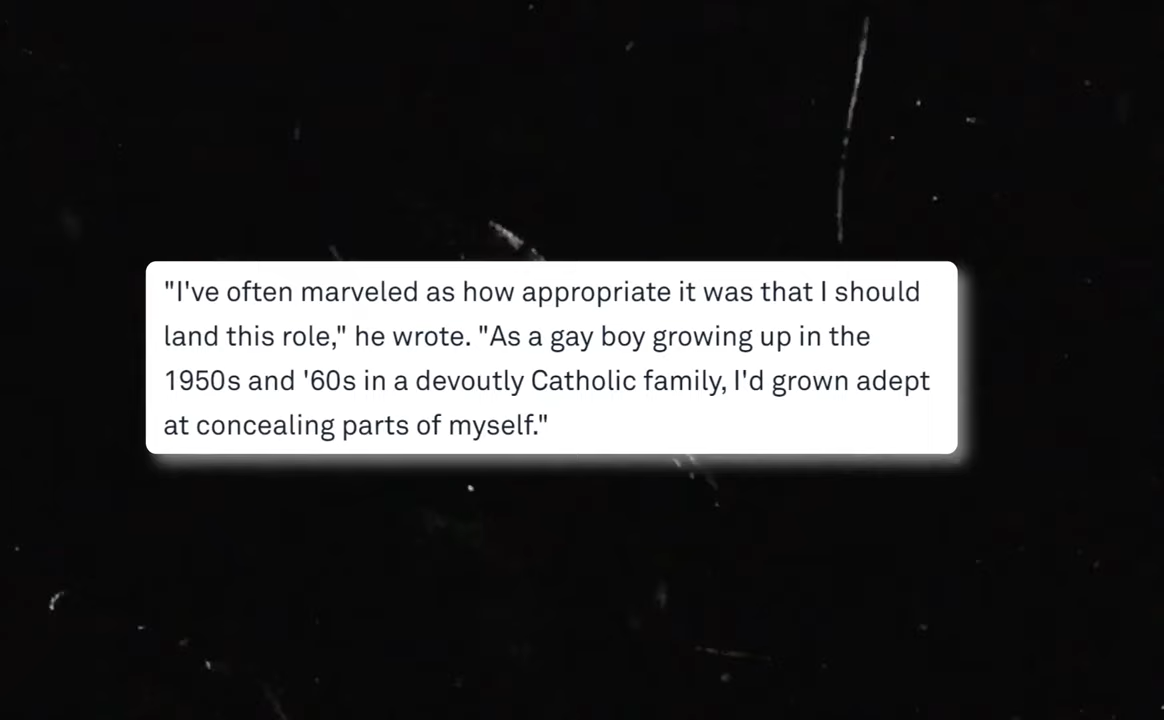 "I've often marveled as how appropriate it was that I should
land this role," he wrote. "As a gay boy growing up in the
1950s and '60s in a devoutly Catholic family, I'd grown adept
at concealing parts of myself."